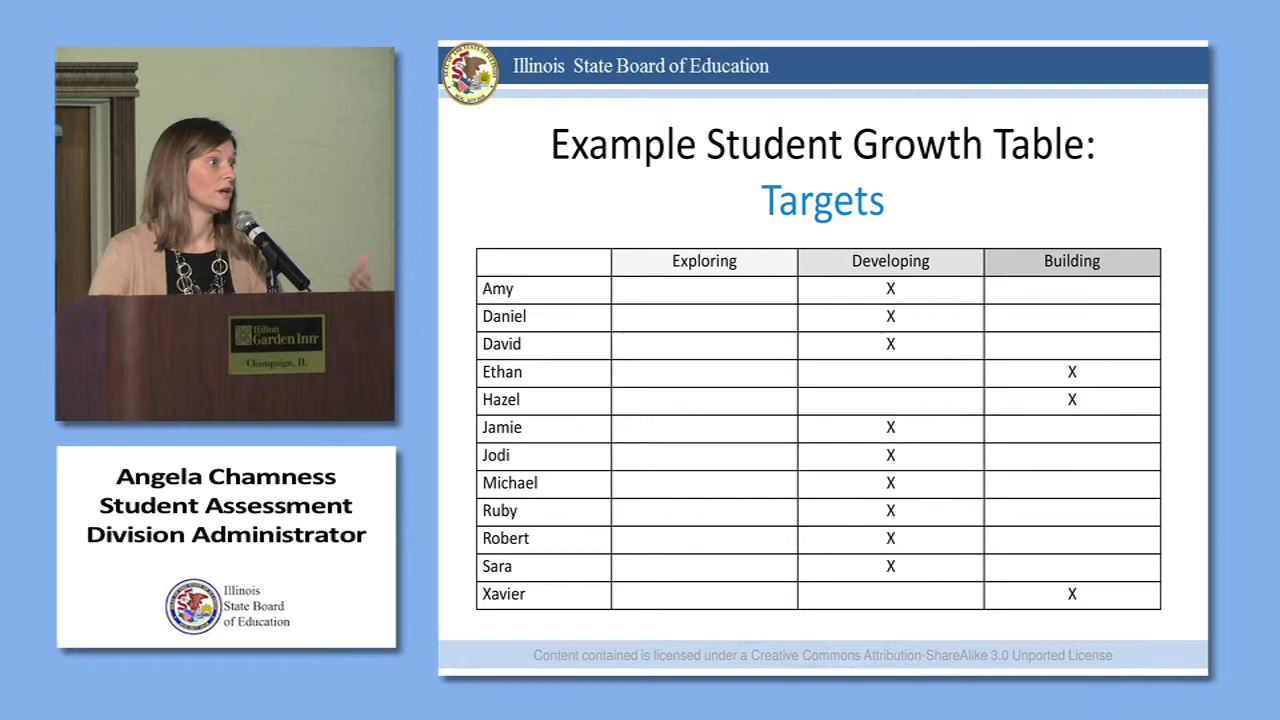 Hilton
Garden Inn
Champaign, IL
Angela Chamness
Student Assessment
Division Administrator
Illinois
State Board
of Education
Illinois State Board of Education
Example Student Growth Table:
Targets
Exploring Developing Building
Amy X
Daniel X
David X
Ethan X
Hazel X
Jamie X
Jodi X
Michael X
Ruby X
Robert X
Sara X
Xavier X
Content contained is licensed under a Creative Commons Attribution-ShareAlike 3.0 Unported License